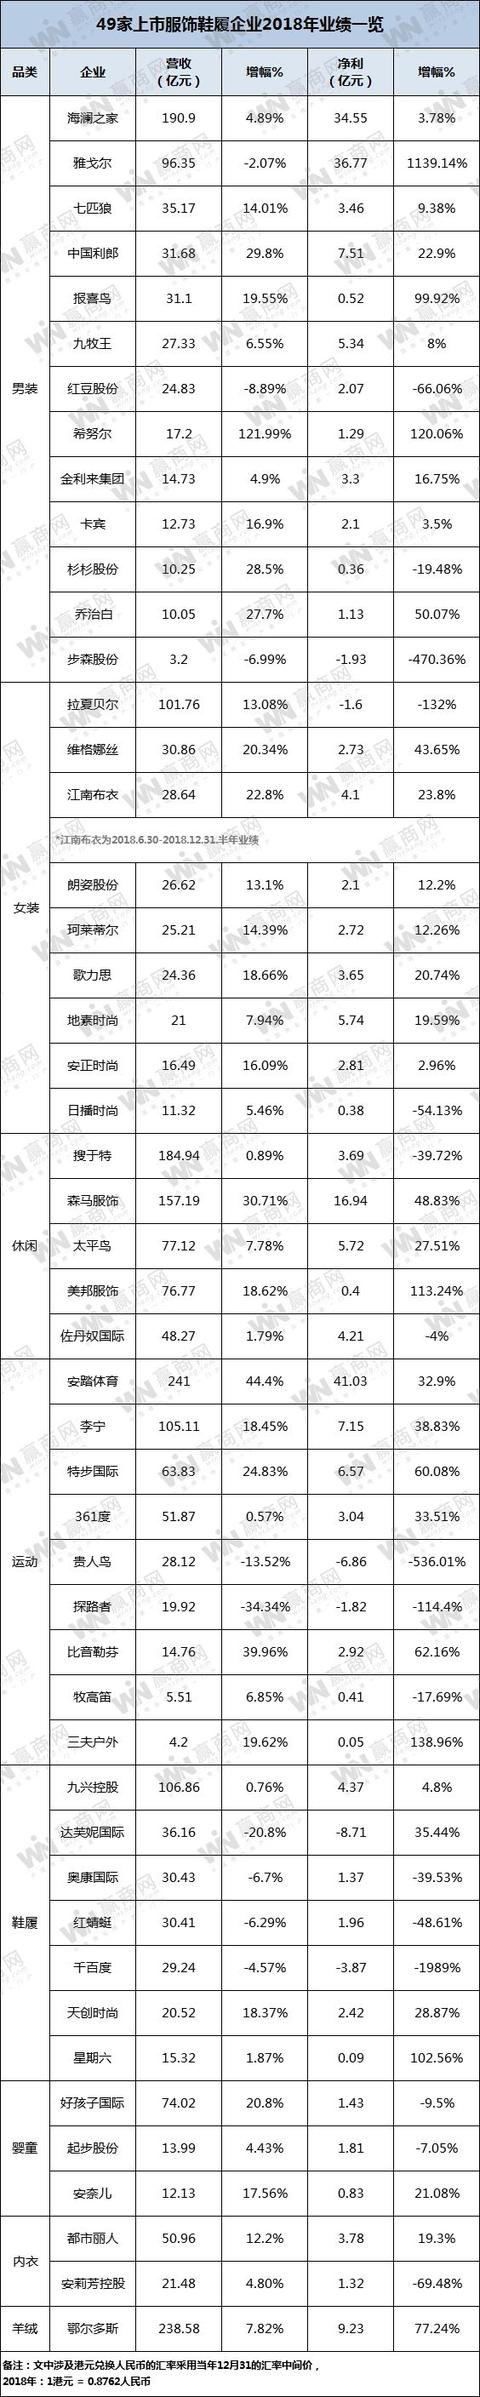 49家上市服饰鞋履企业2018年业绩一览
品类 企业 营收（亿元） 增幅% 净利（亿元） 增幅%
男装
海澜之家 190.9 4.89% 34.55 3.78%
雅戈尔 96.35 -2.07% 36.77 1139.14%
七匹狼 35.17 14.01% 3.46 9.38%
中国利郎 31.68 29.8% 7.51 22.9%
报喜鸟 31.1 19.55% 0.52 99.92%
九牧王 27.33 6.55% 5.34 8%
红豆股份 24.83 -8.89% 2.07 -66.06%
希努尔 17.2 121.99% 1.29 120.06%
金利来集团 14.73 4.9% 3.3 16.75%
卡宾 12.73 16.9% 2.1 3.5%
杉杉股份 10.25 28.5% 0.36 -19.48%
乔治白 10.05 27.7% 1.13 50.07%
步森股份 3.2 -6.99% -1.93 -470.36%
女装
拉夏贝尔 101.76 13.08% -1.6 -132%
维格娜丝 30.86 20.34% 2.73 43.65%
江南布衣 28.64 22.8% 4.1 23.8%
*江南布衣为2018.6.30-2018.12.31.半年业绩
朗姿股份 26.62 13.1% 2.1 12.2%
珂莱蒂尔 25.21 14.39% 2.72 12.26%
歌力思 24.36 18.66% 3.65 20.74%
地素时尚 21 7.94% 5.74 19.59%
安正时尚 16.49 16.09% 2.81 2.96%
日播时尚 11.32 5.46% 0.38 -54.13%
休闲
搜于特 184.94 0.89% 3.69 -39.72%
森马服饰 157.19 30.71% 16.94 48.83%
太平鸟 77.12 7.78% 5.72 27.51%
美邦服饰 76.77 18.62% 0.4 113.24%
佐丹奴国际 48.27 1.79% 4.21 -4%
运动
安踏体育 241 44.4% 41.03 32.9%
李宁 105.11 18.45% 7.15 38.83%
特步国际 63.83 24.83% 6.57 60.08%
361度 51.87 0.57% 3.04 33.51%
贵人鸟 28.12 -13.52% -6.86 -536.01%
探路者 19.92 -34.34% -1.82 -114.4%
比音勒芬 14.76 39.96% 2.92 62.16%
牧高笛 5.51 6.85% 0.41 -17.69%
三夫户外 4.2 19.62% 0.05 138.96%
鞋履
九兴控股 106.86 0.76% 4.37 4.8%
达芙妮国际 36.16 -20.8% -8.71 35.44%
奥康国际 30.43 -6.7% 1.37 -39.53%
红蜻蜓 30.41 -6.29% 1.96 -48.61%
千百度 29.24 -4.57% -3.87 -1989%
天创时尚 20.52 18.37% 2.42 28.87%
星期六 15.32 1.87% 0.09 102.56%
婴童
好孩子国际 74.02 20.8% 1.43 -9.5%
起步股份 13.99 4.43% 1.81 -7.05%
安奈儿 12.13 17.56% 0.83 21.08%
内衣
都市丽人 50.96 12.2% 3.78 19.3%
安莉芳控股 21.48 4.80% 1.32 -69.48%
羊绒
鄂尔多斯 238.58 7.82% 9.23 77.24%
备注：文中涉及港元兑换人民币的汇率采用当年12月31的汇率中间价，
2018年：1港元 = 0.8762人民币
WIN 赢商网